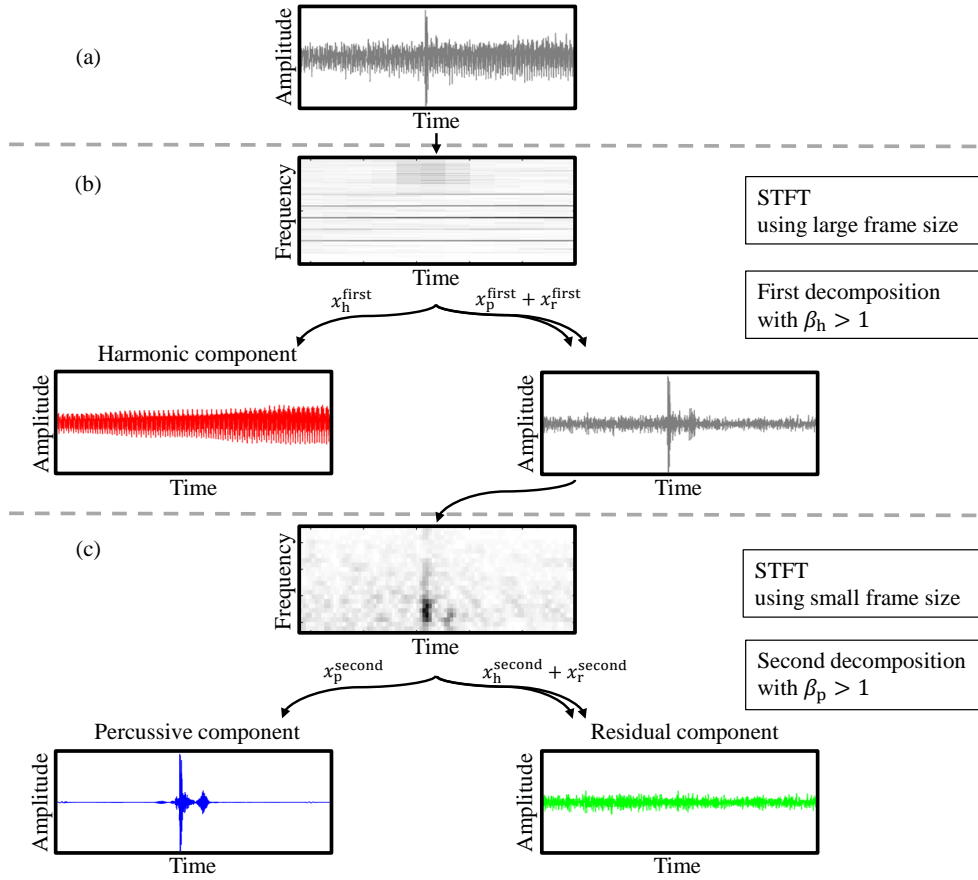 (a)
Amplitude
Time
(b)
Frequency
Time
STFT
using large frame size
First decomposition
with β_h > 1
x_h^first
x_p^first + x_r^first
Harmonic component
Amplitude
Time
Amplitude
Time
(c)
Frequency
Time
STFT
using small frame size
Second decomposition
with β_p > 1
x_p^second
x_h^second + x_r^second
Percussive component
Amplitude
Time
Residual component
Amplitude
Time